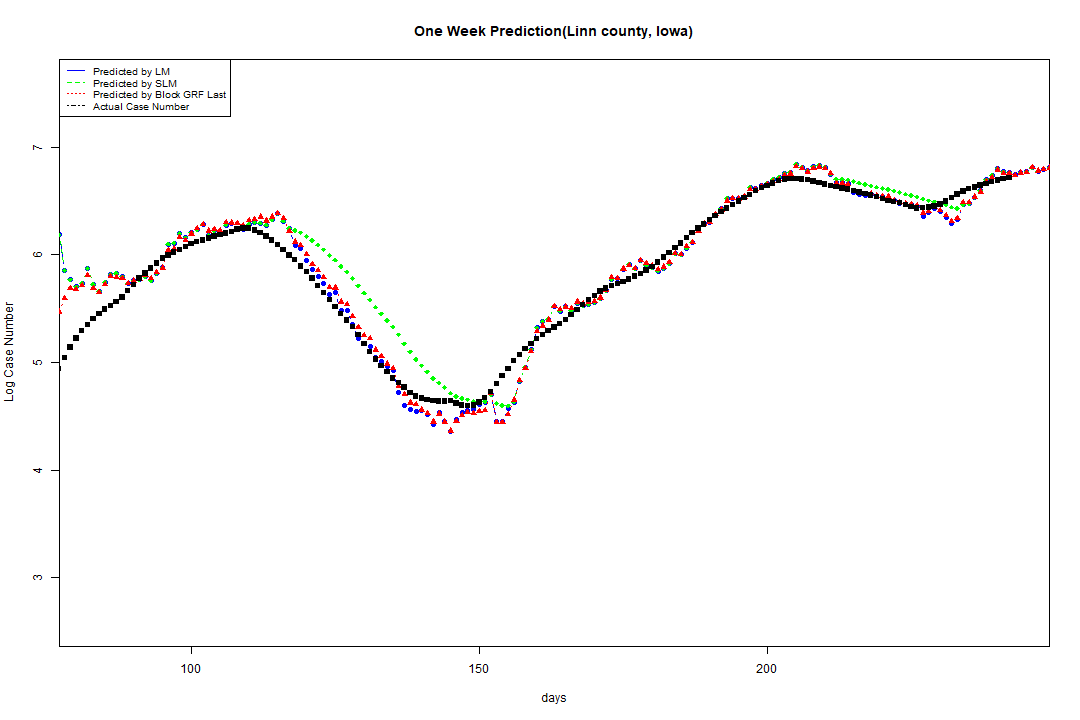 One Week Prediction(Linn county, Iowa)
Predicted by LM
Predicted by SLM
Predicted by Block GRF Last
Actual Case Number
7
6
5
4
3
Log Case Number
100 150 200
days